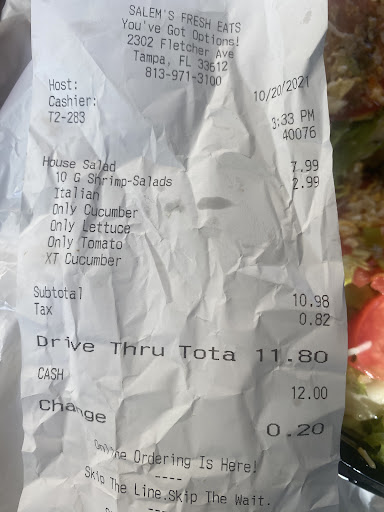 SALEM'S FRESH EATS
You've Got Options!
2302 Fletcher Ave
Tampa, FL 33612
813-971-3100
Host: 10/20/2021
Cashier:
T2-283 3:33 PM
40076
House Salad 7.99
10 G Shrimp-Salads 2.99
Italian
Only Cucumber
Only Lettuce
Only Tomato
XT Cucumber
Subtotal 10.98
Tax 0.82
Drive Thru Tota 11.80
CASH 12.00
Change 0.20
Online Ordering Is Here!
----
Skip The Line.Skip The Wait.
----